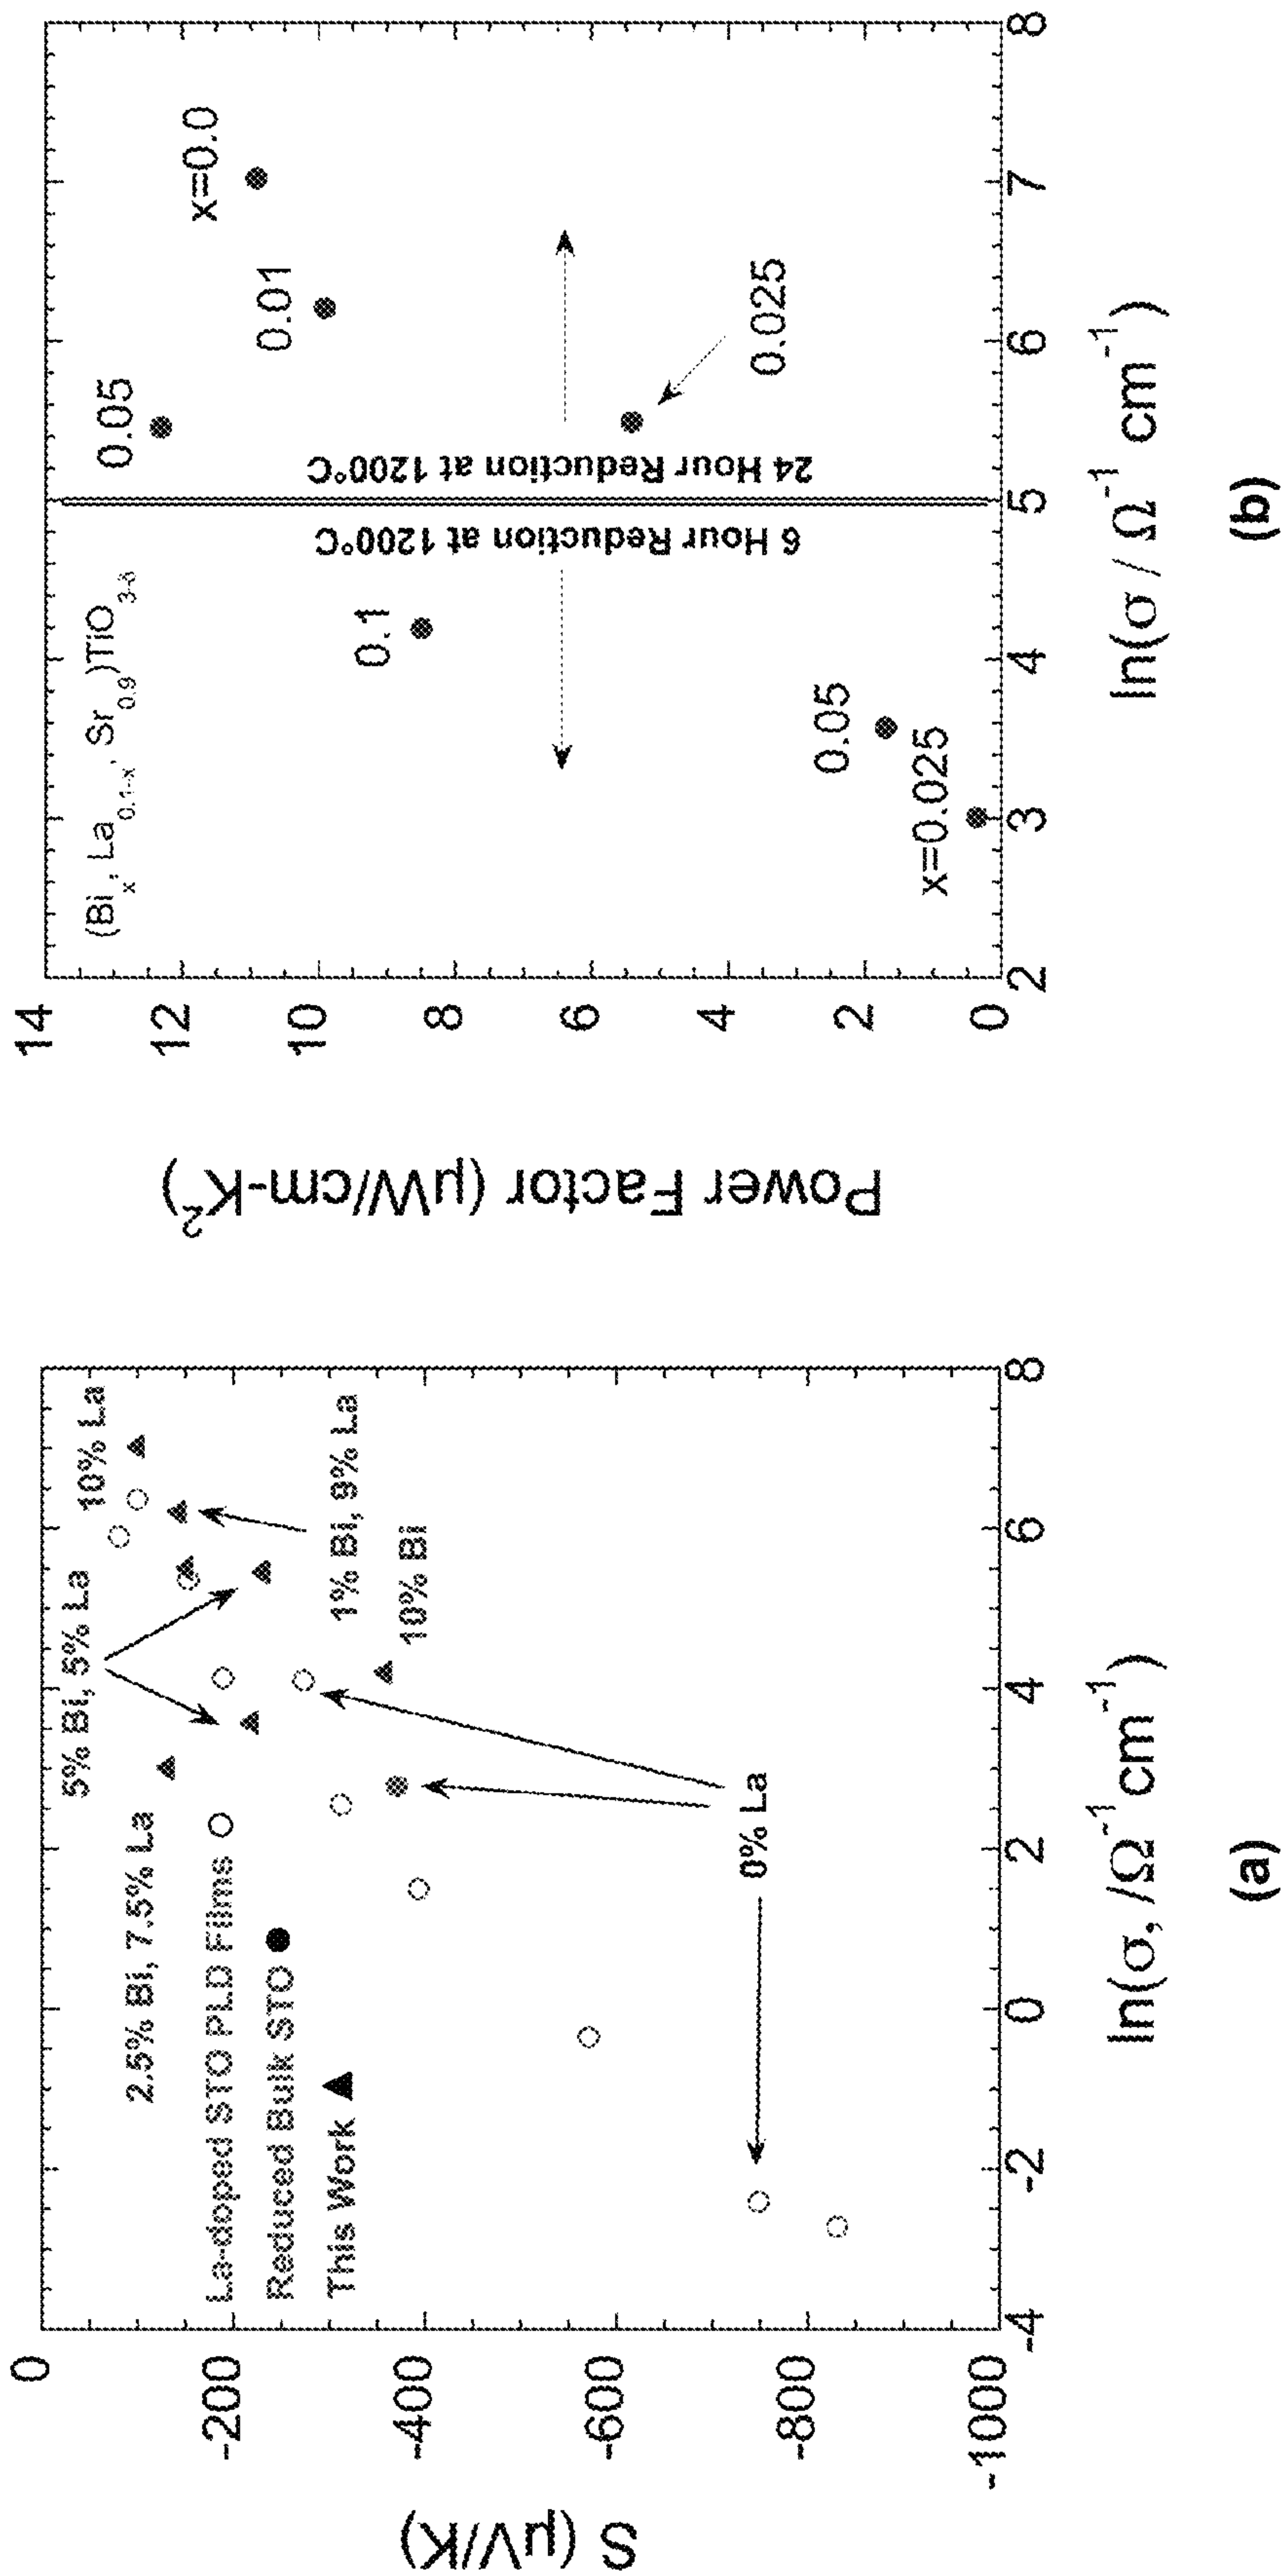 S (μV/K)
0
-200
-400
-600
-800
-1000
2.5% Bi, 7.5% La
5% Bi, 5% La
10% La
La-doped STO PLD Films
Reduced Bulk STO
This Work
1% Bi, 9% La
10% Bi
0% La
-4
-2
0
2
4
6
8
ln(σ, /Ω⁻¹cm⁻¹)
(a)
Power Factor (μW/cm-K²)
14
12
10
8
6
4
2
0
(Biₓ, La₀.₁₋ₓ, Sr₀.₉)TiO₃₋δ
0.05
0.01
x=0.0
0.1
6 Hour Reduction at 1200°C
24 Hour Reduction at 1200°C
0.025
0.05
x=0.025
2
3
4
5
6
7
8
ln(σ / Ω⁻¹ cm⁻¹)
(b)